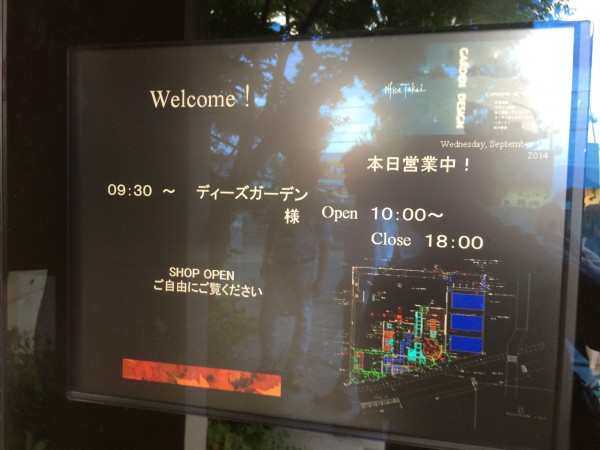 Welcome！
GARDEN DESIGN
Wednesday, September
2014
本日営業中！
09:30 ～ ディーズガーデン
様
Open 10:00～
Close 18:00
SHOP OPEN
ご自由にご覧ください